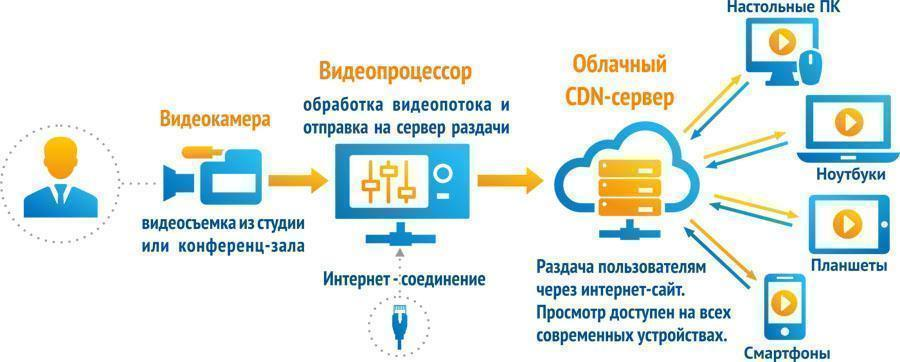 Видеокамера
видеосъемка из студии
или конференц-зала
Видеопроцессор
обработка видеопотока и
отправка на сервер раздачи
Интернет - соединение
Облачный
CDN-сервер
Раздача пользователям
через интернет-сайт.
Просмотр доступен на всех
современных устройствах.
Настольные ПК
Ноутбуки
Планшеты
Смартфоны